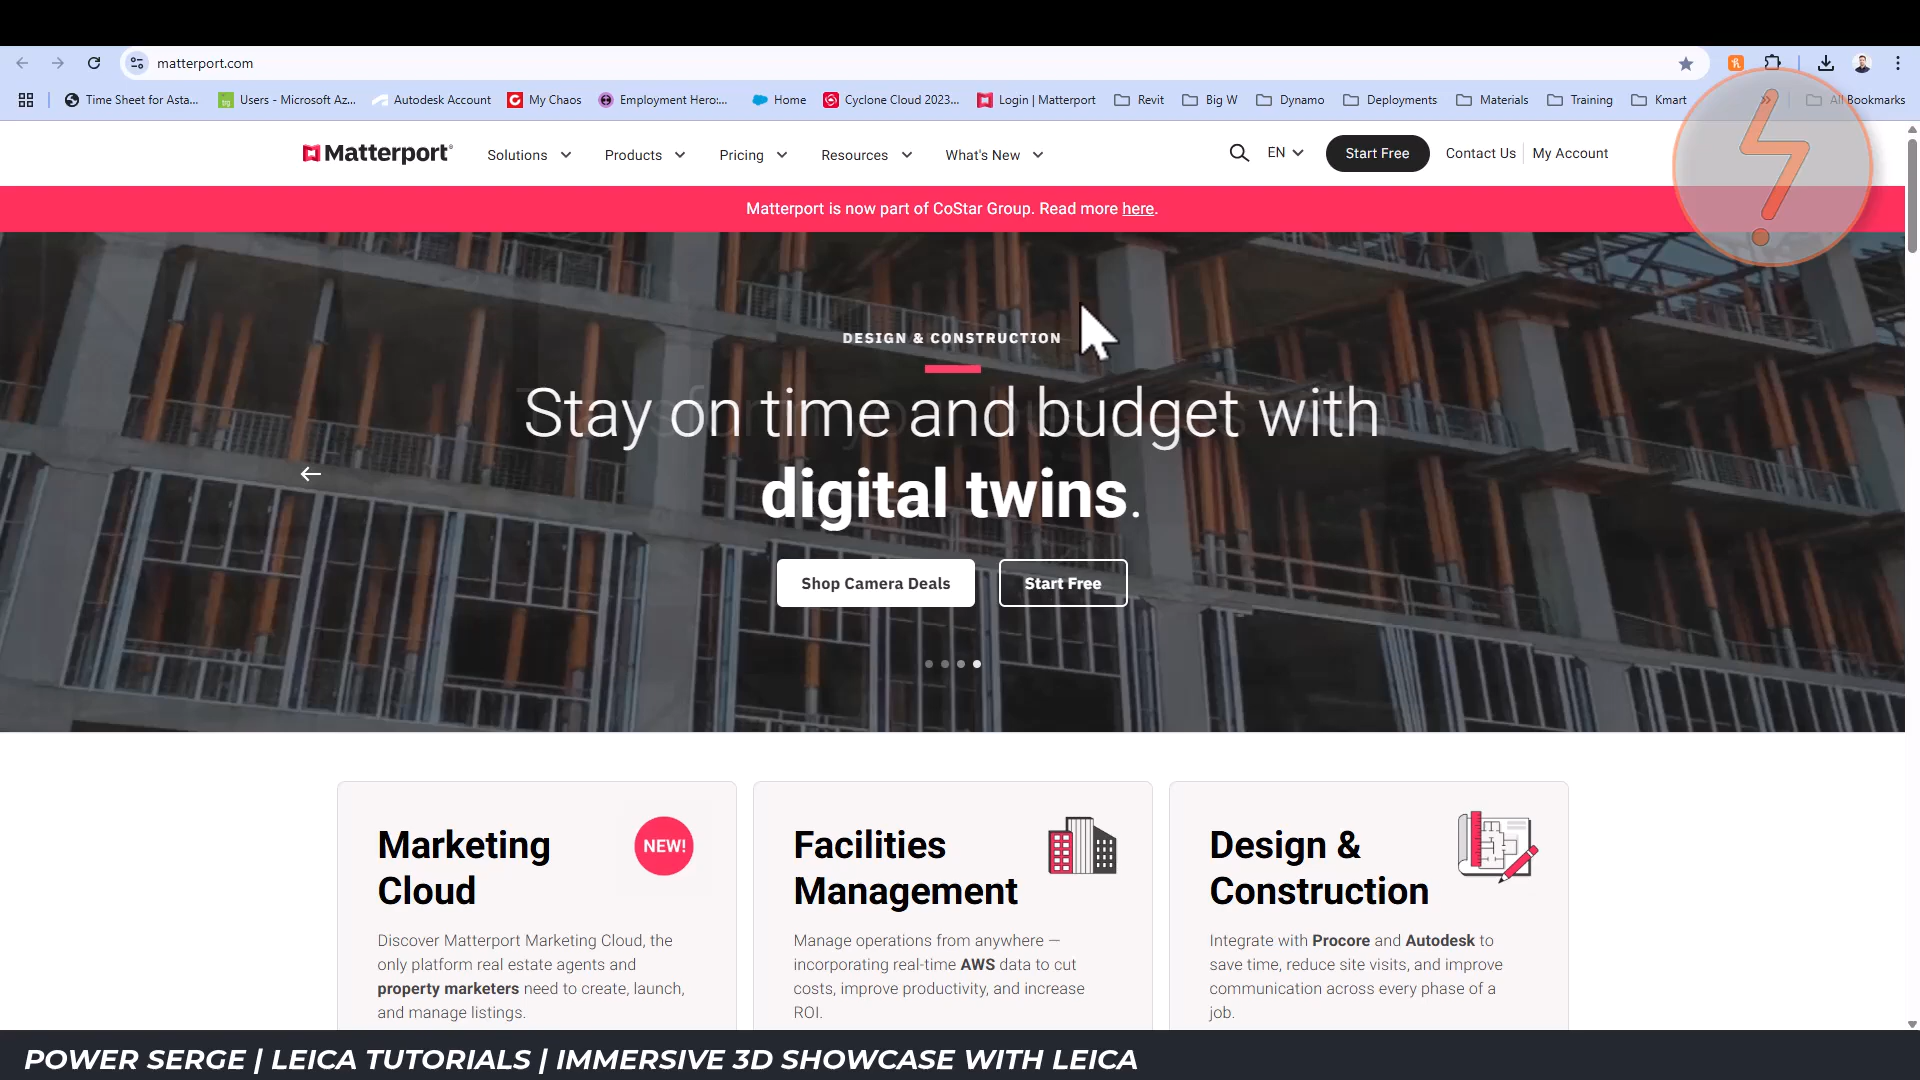 matterport.com
Time Sheet for Asta...
Users - Microsoft Az...
Autodesk Account
My Chaos
Employment Hero:...
Home
Cyclone Cloud 2023...
Login | Matterport
Revit
Big W
Dynamo
Deployments
Materials
Training
Kmart
All Bookmarks
Matterport
Solutions
Products
Pricing
Resources
What's New
EN
Start Free
Contact Us
My Account
Matterport is now part of CoStar Group. Read more here.
DESIGN & CONSTRUCTION
Stay on time and budget with
digital twins.
Shop Camera Deals
Start Free
Marketing
Cloud
NEW!
Discover Matterport Marketing Cloud, the
only platform real estate agents and
property marketers need to create, launch,
and manage listings.
Facilities
Management
Manage operations from anywhere —
incorporating real-time AWS data to cut
costs, improve productivity, and increase
ROI.
Design &
Construction
Integrate with Procore and Autodesk to
save time, reduce site visits, and improve
communication across every phase of a
job.
POWER SERGE | LEICA TUTORIALS | IMMERSIVE 3D SHOWCASE WITH LEICA